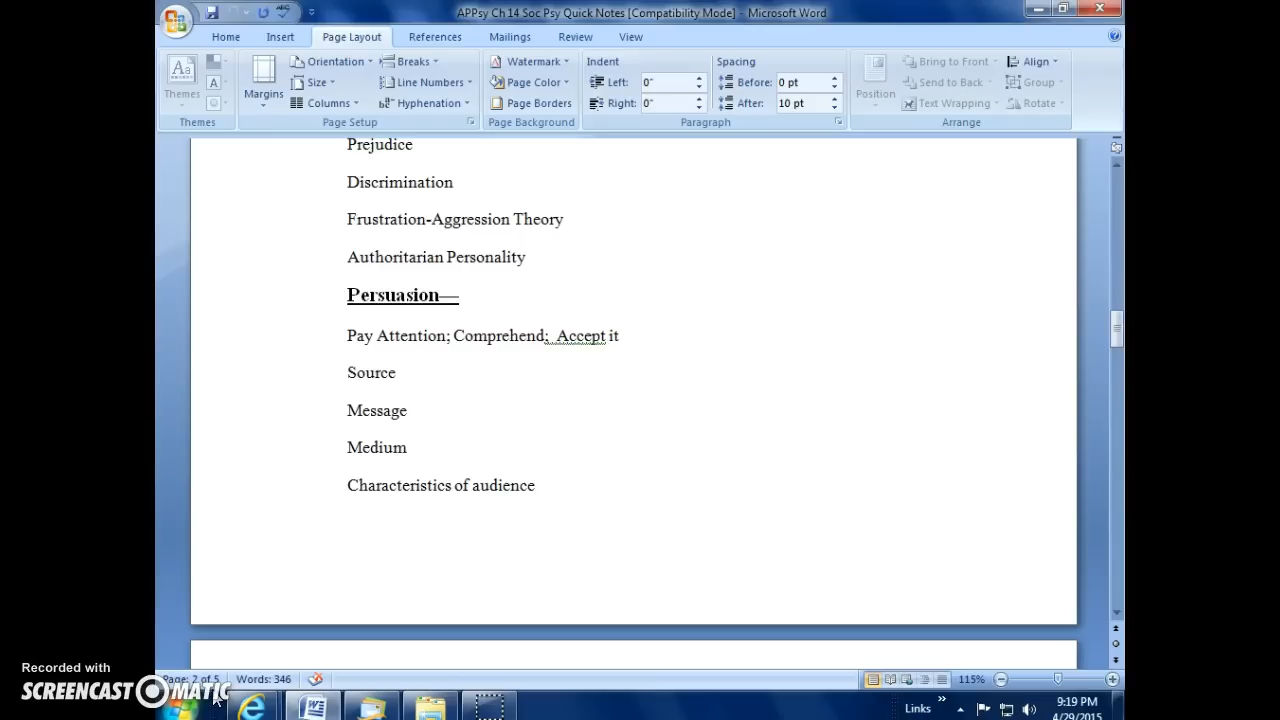 APPsy Ch 14 Soc Psy Quick Notes [Compatibility Mode] - Microsoft Word
Home Insert Page Layout References Mailings Review View
Themes
Themes
Margins
Orientation
Size
Columns
Breaks
Line Numbers
Hyphenation
Page Setup
Watermark
Page Color
Page Borders
Page Background
Indent
Left: 0"
Right: 0"
Spacing
Before: 0 pt
After: 10 pt
Paragraph
Position
Bring to Front
Send to Back
Text Wrapping
Align
Group
Rotate
Arrange
Prejudice
Discrimination
Frustration-Aggression Theory
Authoritarian Personality
Persuasion—
Pay Attention; Comprehend;  Accept it
Source
Message
Medium
Characteristics of audience
Page: 2 of 5 Words: 346 115%
Recorded with
SCREENCAST-O-MATIC
Links 9:19 PM
4/29/2015